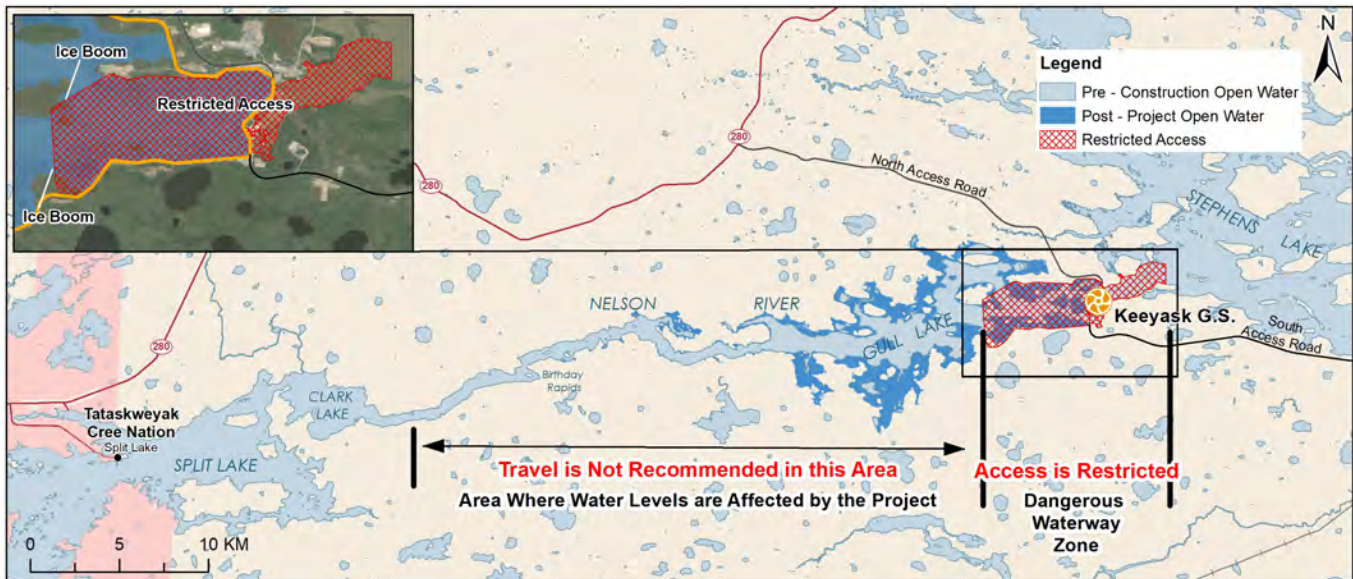 Ice Boom
Restricted Access
Ice Boom
N
Legend
Pre - Construction Open Water
Post - Project Open Water
Restricted Access
280
280
North Access Road
STEPHENS LAKE
NELSON RIVER
GULL LAKE
Keeyask G.S.
South
Access Road
Birthday
Rapids
CLARK
LAKE
280
Tataskweyak
Cree Nation
Split Lake
SPLIT LAKE
Travel is Not Recommended in this Area
Area Where Water Levels are Affected by the Project
Access is Restricted
Dangerous
Waterway
Zone
0 5 10 KM